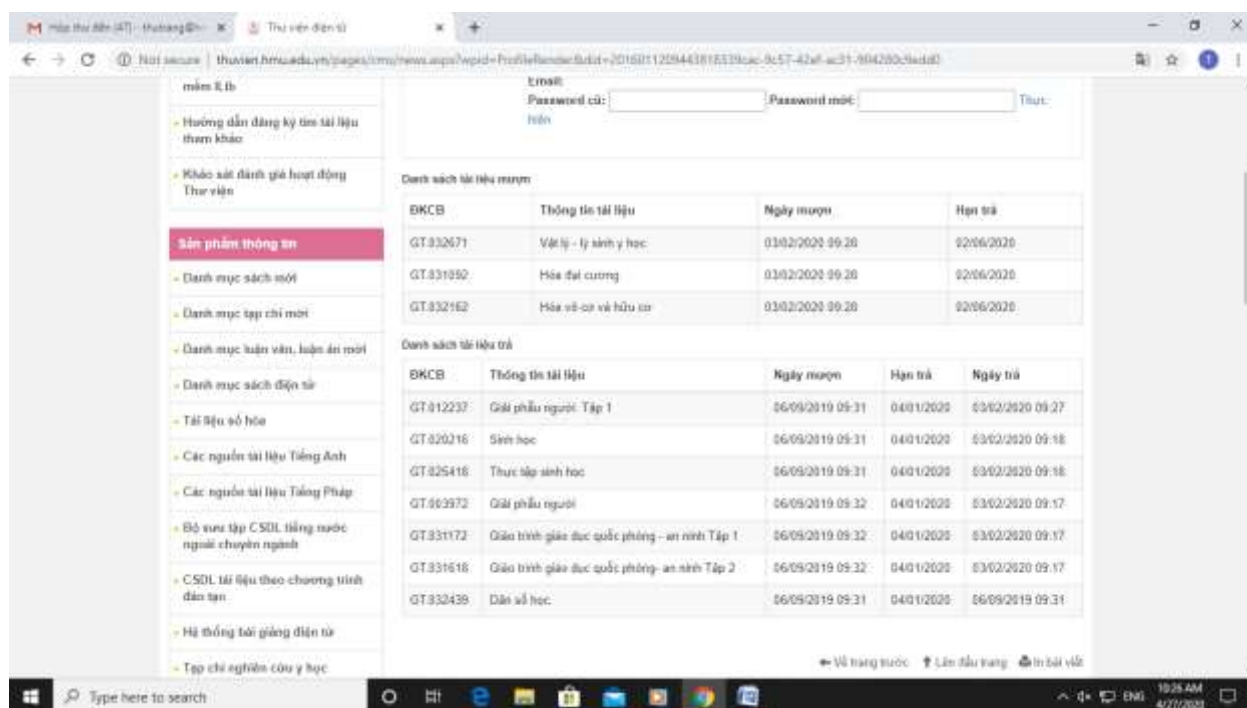 Thư viện điện tử
Not secure | thuvien.hmu.edu.vn/pages/cms/
mềm ILIb
Hướng dẫn đăng ký tìm tài liệu
tham khảo
Khảo sát đánh giá hoạt động
Thư viện
Sản phẩm thông tin
Danh mục sách mới
Danh mục tạp chí mới
Danh mục luận văn, luận án mới
Danh mục sách điện tử
Tài liệu số hóa
Các nguồn tài liệu Tiếng Anh
Các nguồn tài liệu Tiếng Pháp
Bộ sưu tập CSDL tiếng nước
ngoài chuyên ngành
CSDL tài liệu theo chương trình
đào tạo
Hệ thống bài giảng điện tử
Tạp chí nghiên cứu y học
Email:
Password cũ: Password mới: Thực
hiện
Danh sách tài liệu mượn
ĐKCB Thông tin tài liệu Ngày mượn Hạn trả
GT.032671 Vật lý - lý sinh y học 03/02/2020 09:28 02/06/2020
GT.031092 Hóa đại cương 03/02/2020 09:28 02/06/2020
GT.032162 Hóa vô cơ và hữu cơ 03/02/2020 09:28 02/06/2020
Danh sách tài liệu trả
ĐKCB Thông tin tài liệu Ngày mượn Hạn trả Ngày trả
GT.012237 Giải phẫu người. Tập 1 06/09/2019 09:31 04/01/2020 03/02/2020 09:27
GT.020216 Sinh học 06/09/2019 09:31 04/01/2020 03/02/2020 09:18
GT.025418 Thực tập sinh học 06/09/2019 09:31 04/01/2020 03/02/2020 09:18
GT.003972 Giải phẫu người 06/09/2019 09:32 04/01/2020 03/02/2020 09:17
GT.031172 Giáo trình giáo dục quốc phòng - an ninh Tập 1 06/09/2019 09:32 04/01/2020 03/02/2020 09:17
GT.031618 Giáo trình giáo dục quốc phòng- an ninh Tập 2 06/09/2019 09:32 04/01/2020 03/02/2020 09:17
GT.032439 Dân số học 06/09/2019 09:31 04/01/2020 06/09/2019 09:31
Về trang trước Lên đầu trang In bài viết
Type here to search
ENG 10:26 AM
4/27/2020